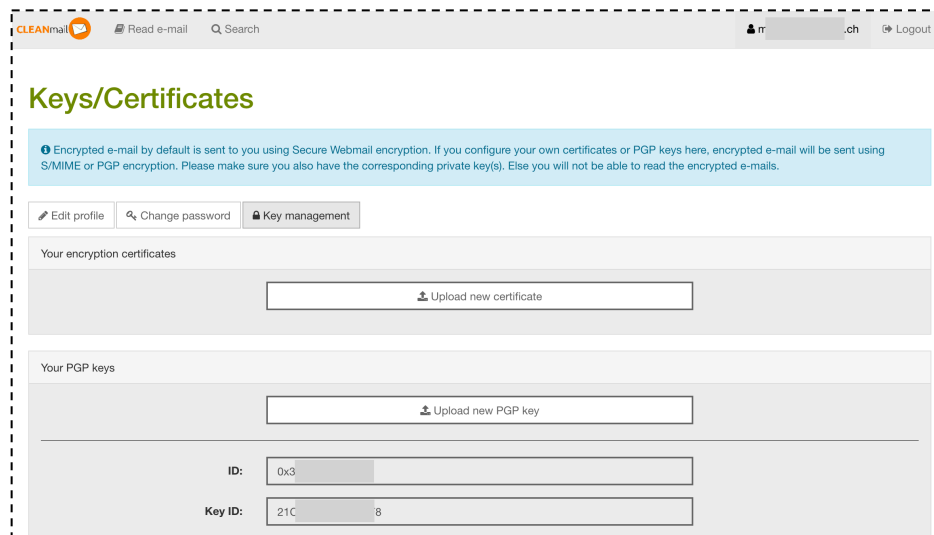 CLEANmail Read e-mail Search m .ch Logout
Keys/Certificates
Encrypted e-mail by default is sent to you using Secure Webmail encryption. If you configure your own certificates or PGP keys here, encrypted e-mail will be sent using
S/MIME or PGP encryption. Please make sure you also have the corresponding private key(s). Else you will not be able to read the encrypted e-mails.
Edit profile Change password Key management
Your encryption certificates
Upload new certificate
Your PGP keys
Upload new PGP key
ID: 0x3
Key ID: 21C 8